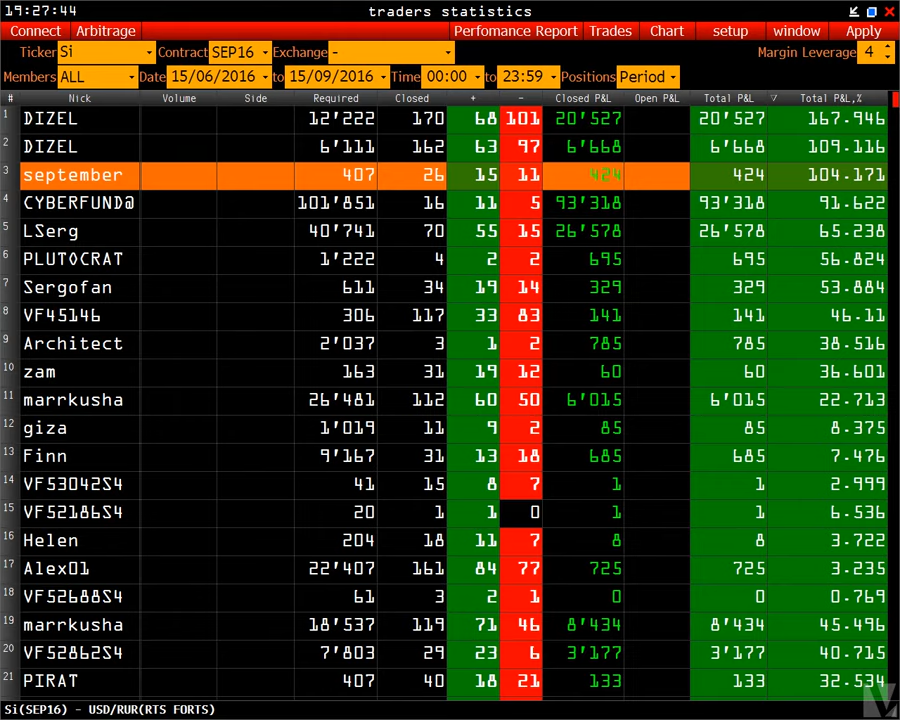 19:27:44 traders statistics
Connect Arbitrage Perfomance Report Trades Chart setup window Apply
Ticker Si Contract SEP16 Exchange - Margin Leverage 4
Members ALL Date 15/06/2016 to 15/09/2016 Time 00:00 to 23:59 Positions Period
# Nick Volume Side Required Closed + - Closed P&L Open P&L Total P&L Total P&L,%
1 DIZEL 12'222 170 68 101 20'527 20'527 167.946
2 DIZEL 6'111 162 63 97 6'668 6'668 109.116
3 september 407 26 15 11 424 424 104.171
4 CYBERFUND@ 101'851 16 11 5 93'318 93'318 91.622
5 LSerg 40'741 70 55 15 26'578 26'578 65.238
6 PLUTOCRAT 1'222 4 2 2 695 695 56.824
7 Sergofan 611 34 19 14 329 329 53.884
8 VF45146 306 117 33 83 141 141 46.11
9 Architect 2'037 3 1 2 785 785 38.516
10 zam 163 31 19 12 60 60 36.601
11 marrkusha 26'481 112 60 50 6'015 6'015 22.713
12 giza 1'019 11 9 2 85 85 8.375
13 Finn 9'167 31 13 18 685 685 7.476
14 VF53042S4 41 15 8 7 1 1 2.999
15 VF52186S4 20 1 1 0 1 1 6.536
16 Helen 204 18 11 7 8 8 3.722
17 Alex01 22'407 161 84 77 725 725 3.235
18 VF52688S4 61 3 2 1 0 0 0.769
19 marrkusha 18'537 119 71 46 8'434 8'434 45.496
20 VF52862S4 7'803 29 23 6 3'177 3'177 40.715
21 PIRAT 407 40 18 21 133 133 32.534
Si(SEP16) - USD/RUR(RTS FORTS)